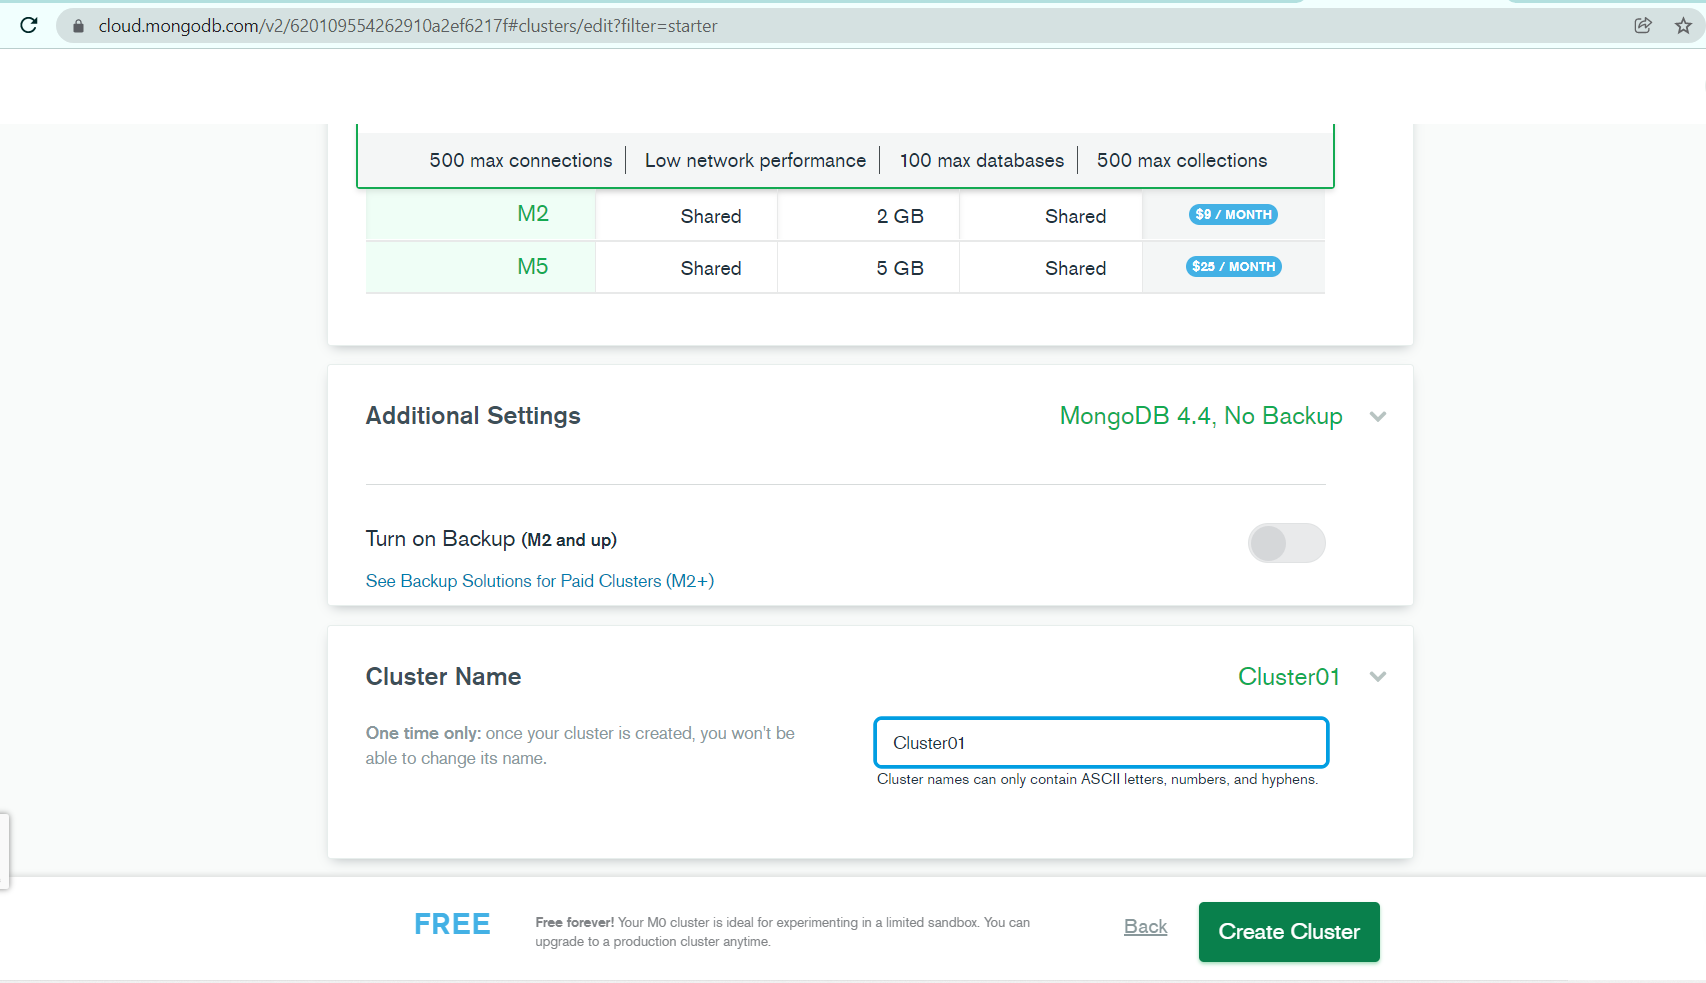 cloud.mongodb.com/v2/620109554262910a2ef6217f#clusters/edit?filter=starter
500 max connections Low network performance 100 max databases 500 max collections
M2 Shared 2 GB Shared $9 / MONTH
M5 Shared 5 GB Shared $25 / MONTH
Additional Settings MongoDB 4.4, No Backup
Turn on Backup (M2 and up)
See Backup Solutions for Paid Clusters (M2+)
Cluster Name Cluster01
One time only: once your cluster is created, you won't be
able to change its name.
Cluster01
Cluster names can only contain ASCII letters, numbers, and hyphens.
FREE
Free forever! Your M0 cluster is ideal for experimenting in a limited sandbox. You can
upgrade to a production cluster anytime.
Back
Create Cluster